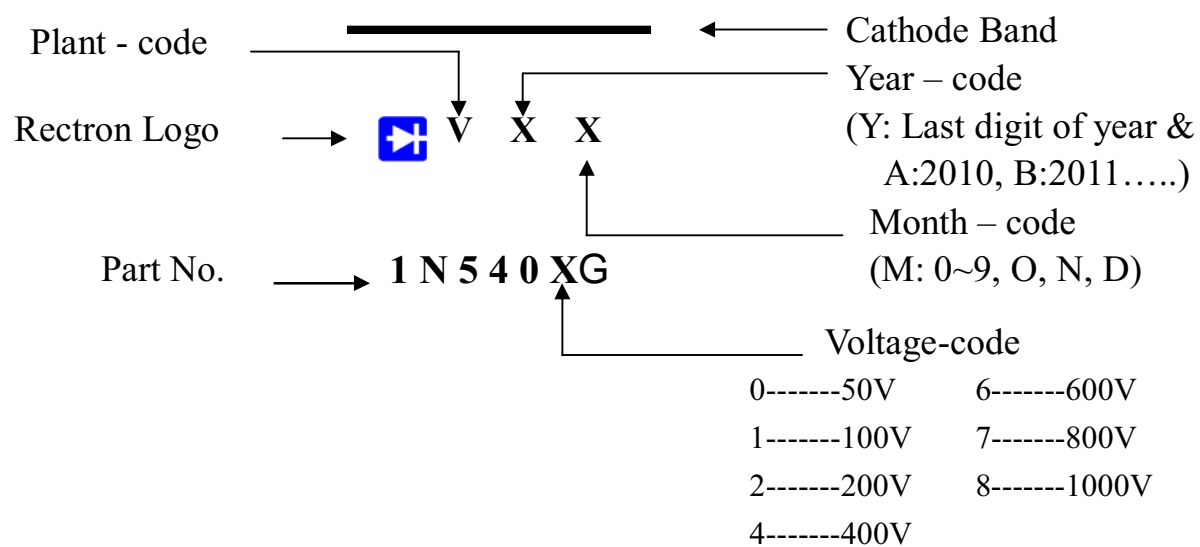 Plant - code
Cathode Band
Year – code
Rectron Logo
V X X
(Y: Last digit of year &
A:2010, B:2011…..)
Month – code
Part No.
1 N 5 4 0 XG
(M: 0~9, O, N, D)
Voltage-code
0-------50V 6-------600V
1-------100V 7-------800V
2-------200V 8-------1000V
4-------400V